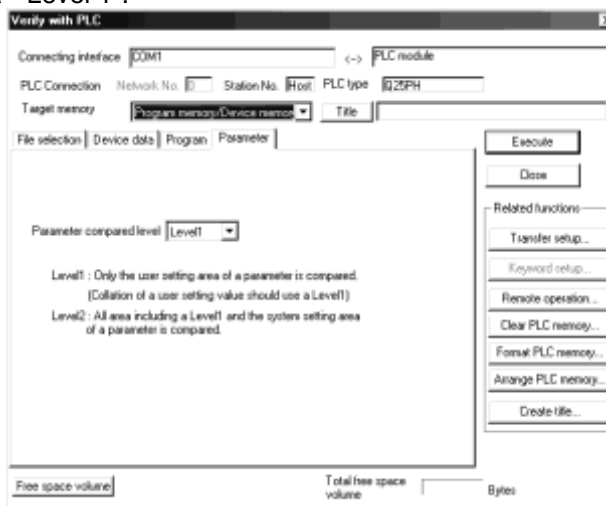 Level 1".
Verify with PLC
Connecting interface COM1 <-> PLC module
PLC Connection Network No. 0 Station No. Host PLC type Q25PH
Target memory Program memory/Device memor Title
File selection Device data Program Parameter
Execute
Close
Related functions
Parameter compared level Level1
Transfer setup...
Keyword setup...
Level1 : Only the user setting area of a parameter is compared.
(Collation of a user setting value should use a Level1)
Remote operation...
Level2 : All area including a Level1 and the system setting area
of a parameter is compared.
Clear PLC memory...
Format PLC memory...
Arrange PLC memory...
Create title...
Free space volume
Total free space
volume
Bytes